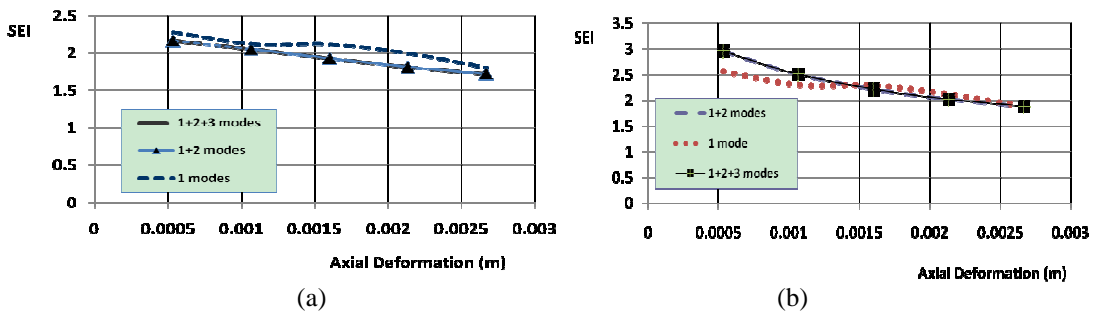 SEI
2.5
2
1.5
1
0.5
0
1+2+3 modes
1+2 modes
1 modes
0 0.0005 0.001 0.0015 0.002 0.0025 0.003
Axial Deformation (m)
(a)
SEI
3.5
3
2.5
2
1.5
1
0.5
0
1+2 modes
1 mode
1+2+3 modes
0 0.0005 0.001 0.0015 0.002 0.0025 0.003
Axial Deformation (m)
(b)